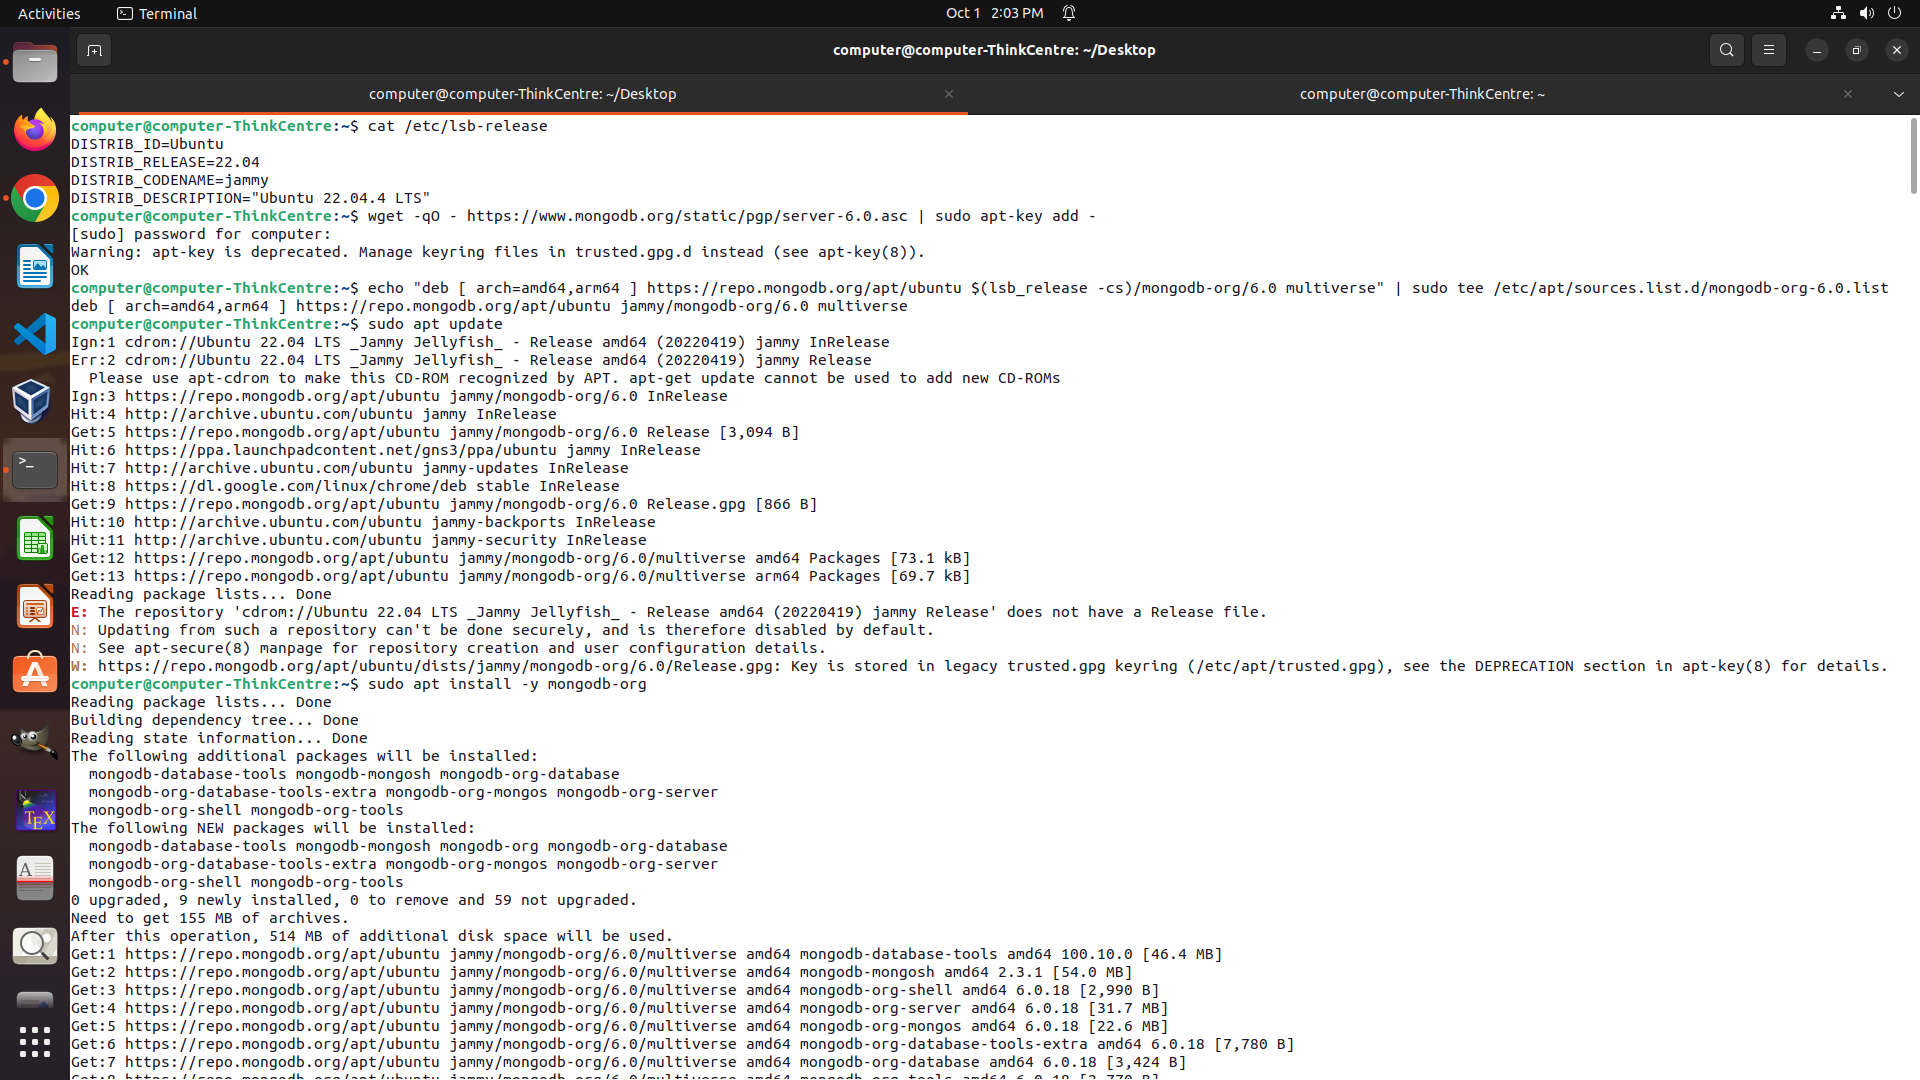 Activities
Terminal
Oct 1 2:03 PM
computer@computer-ThinkCentre: ~/Desktop
computer@computer-ThinkCentre: ~/Desktop
computer@computer-ThinkCentre: ~
computer@computer-ThinkCentre:~$ cat /etc/lsb-release
DISTRIB_ID=Ubuntu
DISTRIB_RELEASE=22.04
DISTRIB_CODENAME=jammy
DISTRIB_DESCRIPTION="Ubuntu 22.04.4 LTS"
computer@computer-ThinkCentre:~$ wget -qO - https://www.mongodb.org/static/pgp/server-6.0.asc | sudo apt-key add -
[sudo] password for computer:
Warning: apt-key is deprecated. Manage keyring files in trusted.gpg.d instead (see apt-key(8)).
OK
computer@computer-ThinkCentre:~$ echo "deb [ arch=amd64,arm64 ] https://repo.mongodb.org/apt/ubuntu $(lsb_release -cs)/mongodb-org/6.0 multiverse" | sudo tee /etc/apt/sources.list.d/mongodb-org-6.0.list
deb [ arch=amd64,arm64 ] https://repo.mongodb.org/apt/ubuntu jammy/mongodb-org/6.0 multiverse
computer@computer-ThinkCentre:~$ sudo apt update
Ign:1 cdrom://Ubuntu 22.04 LTS _Jammy Jellyfish_ - Release amd64 (20220419) jammy InRelease
Err:2 cdrom://Ubuntu 22.04 LTS _Jammy Jellyfish_ - Release amd64 (20220419) jammy Release
  Please use apt-cdrom to make this CD-ROM recognized by APT. apt-get update cannot be used to add new CD-ROMs
Ign:3 https://repo.mongodb.org/apt/ubuntu jammy/mongodb-org/6.0 InRelease
Hit:4 http://archive.ubuntu.com/ubuntu jammy InRelease
Get:5 https://repo.mongodb.org/apt/ubuntu jammy/mongodb-org/6.0 Release [3,094 B]
Hit:6 https://ppa.launchpadcontent.net/gns3/ppa/ubuntu jammy InRelease
Hit:7 http://archive.ubuntu.com/ubuntu jammy-updates InRelease
Hit:8 https://dl.google.com/linux/chrome/deb stable InRelease
Get:9 https://repo.mongodb.org/apt/ubuntu jammy/mongodb-org/6.0 Release.gpg [866 B]
Hit:10 http://archive.ubuntu.com/ubuntu jammy-backports InRelease
Hit:11 http://archive.ubuntu.com/ubuntu jammy-security InRelease
Get:12 https://repo.mongodb.org/apt/ubuntu jammy/mongodb-org/6.0/multiverse amd64 Packages [73.1 kB]
Get:13 https://repo.mongodb.org/apt/ubuntu jammy/mongodb-org/6.0/multiverse arm64 Packages [69.7 kB]
Reading package lists... Done
E: The repository 'cdrom://Ubuntu 22.04 LTS _Jammy Jellyfish_ - Release amd64 (20220419) jammy Release' does not have a Release file.
N: Updating from such a repository can't be done securely, and is therefore disabled by default.
N: See apt-secure(8) manpage for repository creation and user configuration details.
W: https://repo.mongodb.org/apt/ubuntu/dists/jammy/mongodb-org/6.0/Release.gpg: Key is stored in legacy trusted.gpg keyring (/etc/apt/trusted.gpg), see the DEPRECATION section in apt-key(8) for details.
computer@computer-ThinkCentre:~$ sudo apt install -y mongodb-org
Reading package lists... Done
Building dependency tree... Done
Reading state information... Done
The following additional packages will be installed:
  mongodb-database-tools mongodb-mongosh mongodb-org-database
  mongodb-org-database-tools-extra mongodb-org-mongos mongodb-org-server
  mongodb-org-shell mongodb-org-tools
The following NEW packages will be installed:
  mongodb-database-tools mongodb-mongosh mongodb-org mongodb-org-database
  mongodb-org-database-tools-extra mongodb-org-mongos mongodb-org-server
  mongodb-org-shell mongodb-org-tools
0 upgraded, 9 newly installed, 0 to remove and 59 not upgraded.
Need to get 155 MB of archives.
After this operation, 514 MB of additional disk space will be used.
Get:1 https://repo.mongodb.org/apt/ubuntu jammy/mongodb-org/6.0/multiverse amd64 mongodb-database-tools amd64 100.10.0 [46.4 MB]
Get:2 https://repo.mongodb.org/apt/ubuntu jammy/mongodb-org/6.0/multiverse amd64 mongodb-mongosh amd64 2.3.1 [54.0 MB]
Get:3 https://repo.mongodb.org/apt/ubuntu jammy/mongodb-org/6.0/multiverse amd64 mongodb-org-shell amd64 6.0.18 [2,990 B]
Get:4 https://repo.mongodb.org/apt/ubuntu jammy/mongodb-org/6.0/multiverse amd64 mongodb-org-server amd64 6.0.18 [31.7 MB]
Get:5 https://repo.mongodb.org/apt/ubuntu jammy/mongodb-org/6.0/multiverse amd64 mongodb-org-mongos amd64 6.0.18 [22.6 MB]
Get:6 https://repo.mongodb.org/apt/ubuntu jammy/mongodb-org/6.0/multiverse amd64 mongodb-org-database-tools-extra amd64 6.0.18 [7,780 B]
Get:7 https://repo.mongodb.org/apt/ubuntu jammy/mongodb-org/6.0/multiverse amd64 mongodb-org-database amd64 6.0.18 [3,424 B]